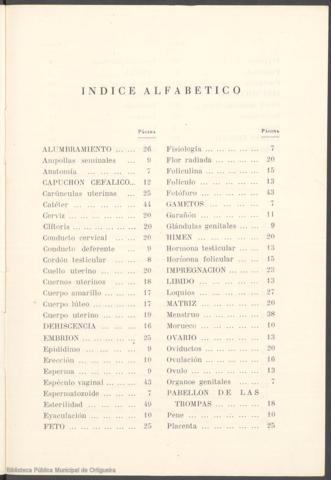 INDICE ALFABETICO
Página
ALUMBRAMIENTO ... ... 26
Ampollas seminales ... 9
Anatomía ... ... ... ... 7
CAPUCHON CEFALICO... 12
Carúnculas uterinas ... 25
Catéter ... ... ... ... ... 44
Cerviz ... ... ... ... ... 20
Clítoris ... ... ... ... ... 20
Conducto cervical ... ... 20
Conducto deferente ... 9
Cordón testicular ... ... 8
Cuello uterino ... ... ... 20
Cuernos uterinos ... ... 18
Cuerpo amarillo ... ... 17
Cuerpo lúteo ... ... ... 17
Cuerpo uterino ... ... ... 19
DEHISCENCIA ... ... ... 16
EMBRION ... ... ... ... 25
Epidídimo ... ... ... ... 9
Erección ... ... ... ... 10
Esperma ... ... ... ... 9
Espéculo vaginal ... ... 43
Espermatozoide ... ... ... 7
Esterilidad ... ... ... ... 49
Eyaculación ... ... ... 10
FETO ... ... ... ... ... 25
Página
Fisiología ... ... ... ... 7
Flor radiada ... ... ... 20
Foliculina ... ... ... ... 15
Folículo ... ... ... ... 13
Fotóforo ... ... ... ... 43
GAMETOS ... ... ... ... 7
Garañón ... ... ... ... 11
Glándulas genitales ... ... 9
HIMEN ... ... ... ... ... 20
Hormona testicular ... ... 13
Hormona folicular ... ... 15
IMPREGNACION ... ... 23
LIBIDO ... ... ... ... ... 13
Loquios ... ... ... ... ... 27
MATRIZ ... ... ... ... 20
Menstruo ... ... ... ... 38
Morueco ... ... ... ... 10
OVARIO ... ... ... ... 13
Oviductos ... ... ... ... 20
Ovulación ... ... ... ... 16
Ovulo ... ... ... ... ... 13
Organos genitales ... ... 7
PABELLON DE LAS
TROMPAS ... ... ... ... 18
Pene ... ... ... ... ... 10
Placenta ... ... ... ... 25
Biblioteca Pública Municipal de Ortigueira